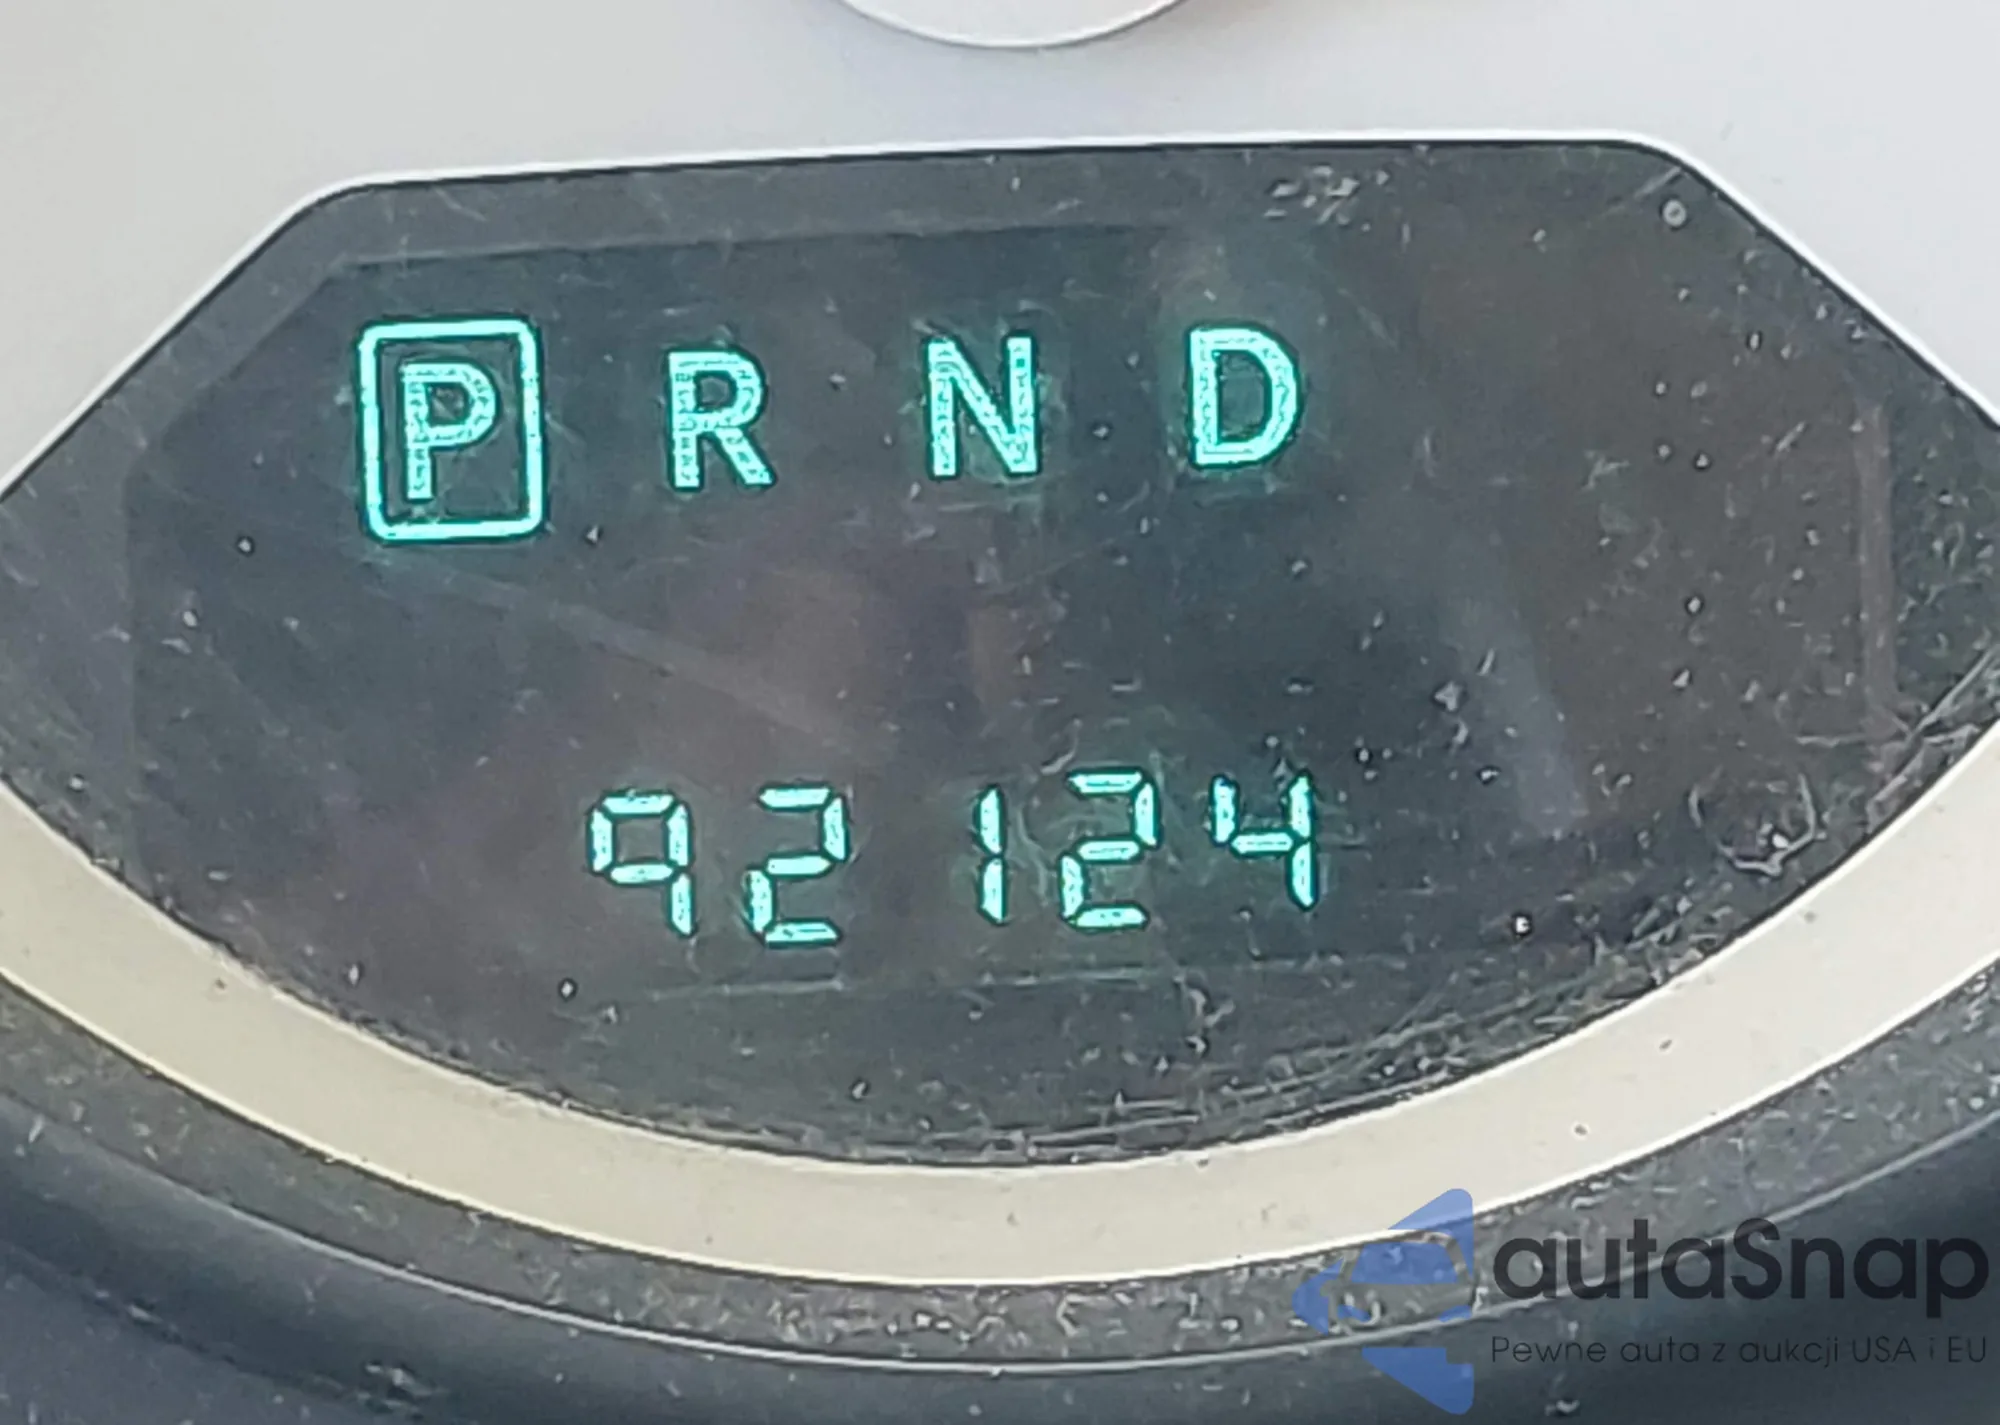 P R N D
92124
autaSnap
Pewne auta z aukcji USA i EU